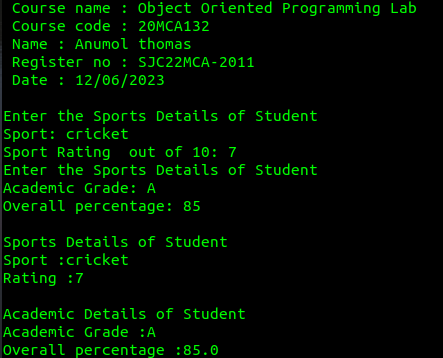 Course name : Object Oriented Programming Lab
Course code : 20MCA132
Name : Anumol thomas
Register no : SJC22MCA-2011
Date : 12/06/2023
Enter the Sports Details of Student
Sport: cricket
Sport Rating  out of 10: 7
Enter the Sports Details of Student
Academic Grade: A
Overall percentage: 85
Sports Details of Student
Sport :cricket
Rating :7
Academic Details of Student
Academic Grade :A
Overall percentage :85.0